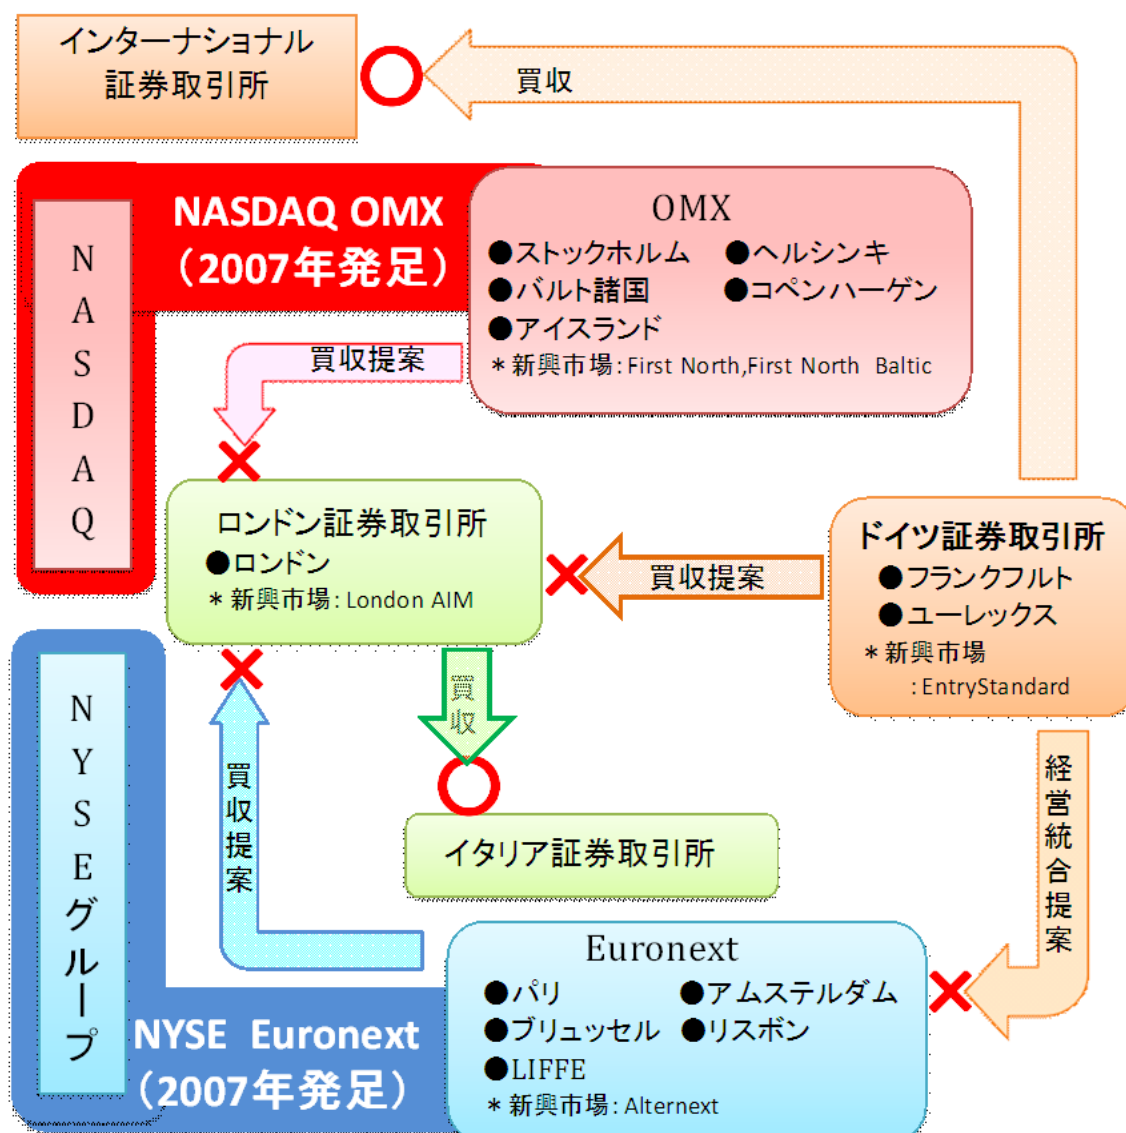 インターナショナル
証券取引所
買収
NASDAQ OMX
（2007年発足）
NASDAQ
OMX
●ストックホルム ●ヘルシンキ
●バルト諸国 ●コペンハーゲン
●アイスランド
＊新興市場：First North,First North Baltic
買収提案
ロンドン証券取引所
●ロンドン
＊新興市場：London AIM
買収提案
ドイツ証券取引所
●フランクフルト
●ユーレックス
＊新興市場
：EntryStandard
買収
イタリア証券取引所
買収提案
経営統合提案
NYSEグループ
NYSE Euronext
（2007年発足）
Euronext
●パリ ●アムステルダム
●ブリュッセル ●リスボン
●LIFFE
＊新興市場：Alternext